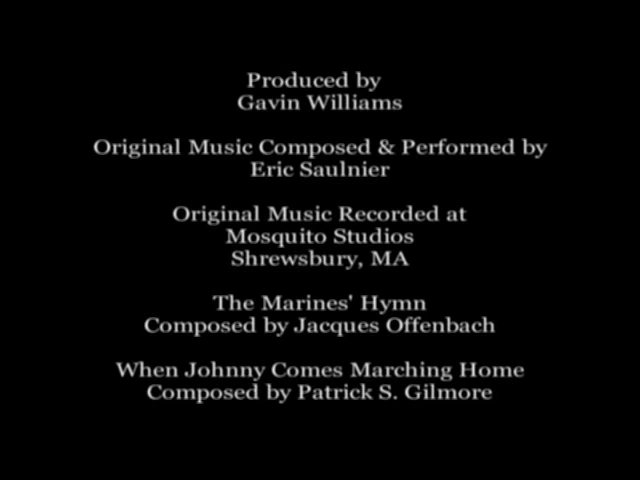 Produced by
Gavin Williams
Original Music Composed & Performed by
Eric Saulnier
Original Music Recorded at
Mosquito Studios
Shrewsbury, MA
The Marines' Hymn
Composed by Jacques Offenbach
When Johnny Comes Marching Home
Composed by Patrick S. Gilmore